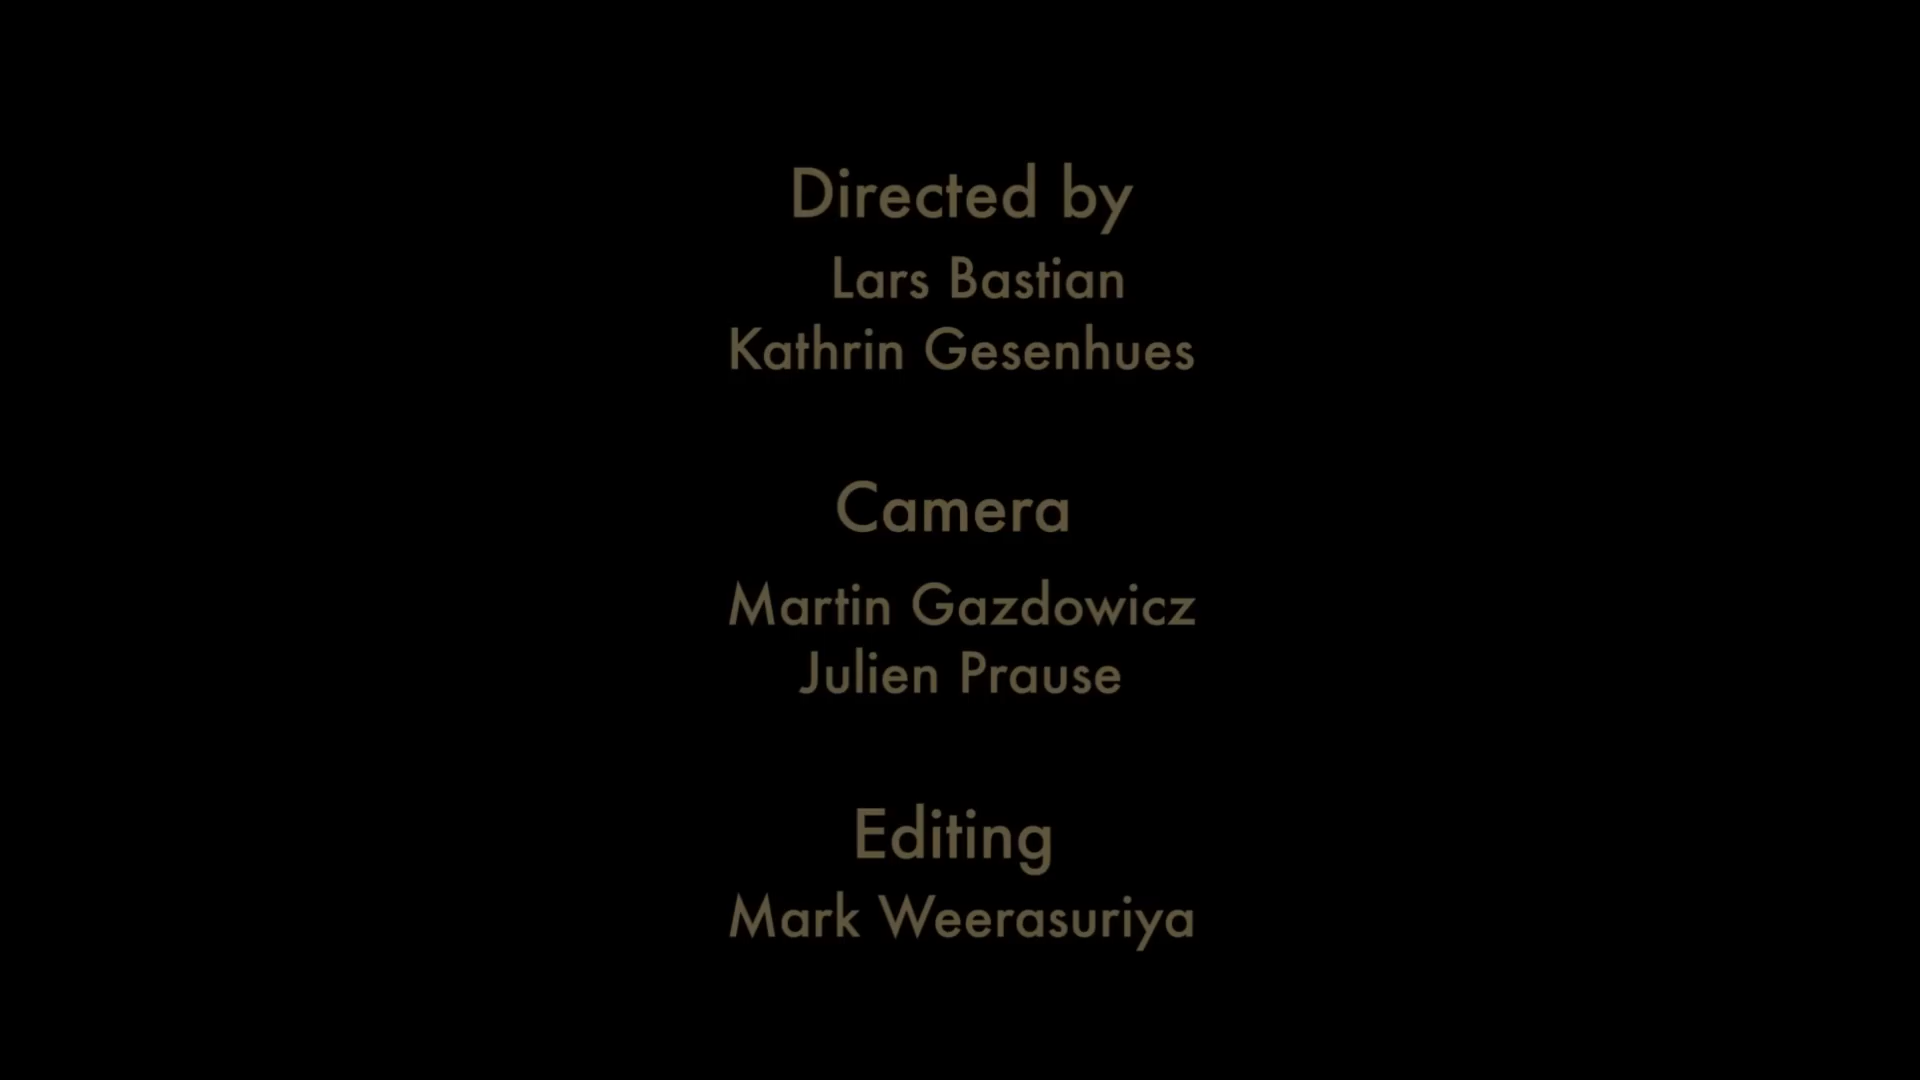 Directed by
Lars Bastian
Kathrin Gesenhues
Camera
Martin Gazdowicz
Julien Prause
Editing
Mark Weerasuriya